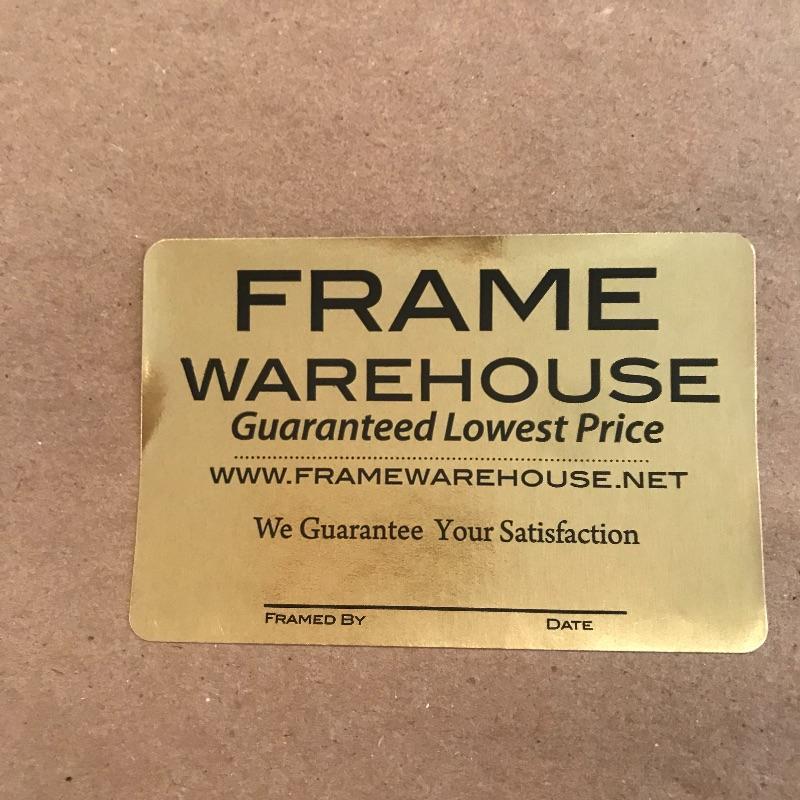 FRAME
WAREHOUSE
Guaranteed Lowest Price
WWW.FRAMEWAREHOUSE.NET
We Guarantee Your Satisfaction
FRAMED BY DATE